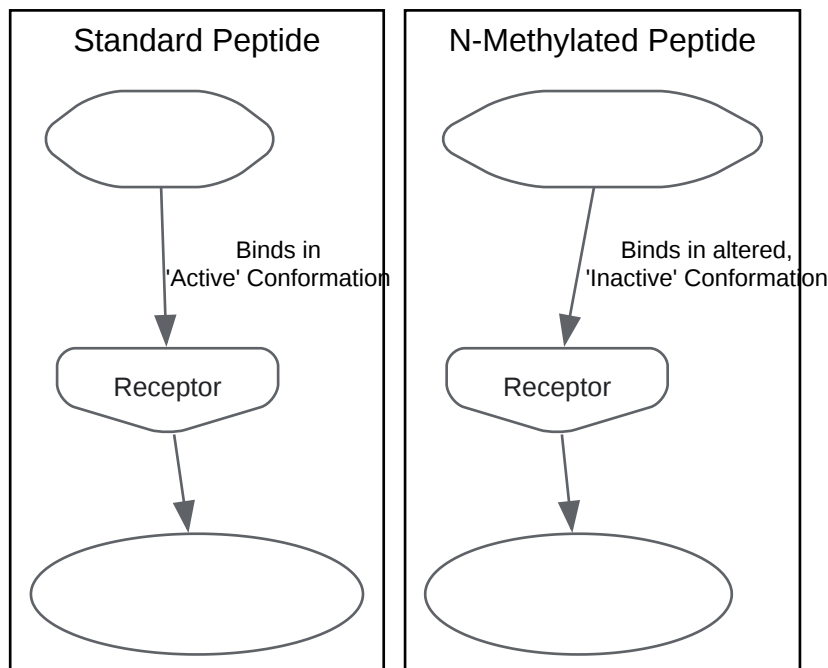 Standard Peptide
Binds in
'Active' Conformation
Receptor
N-Methylated Peptide
Binds in altered,
'Inactive' Conformation
Receptor